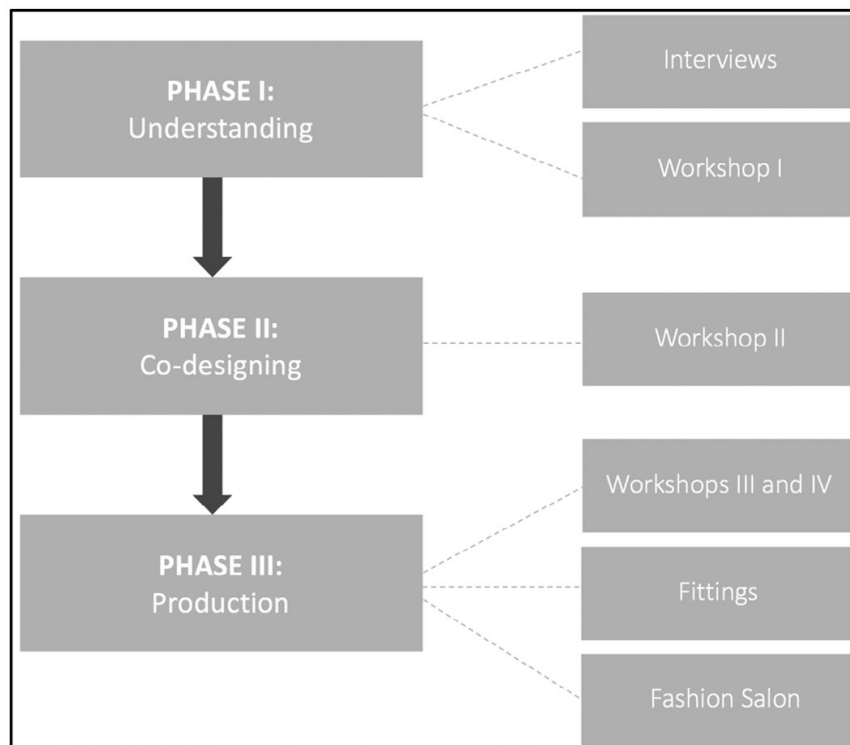 PHASE I:
Understanding
Interviews
Workshop I
PHASE II:
Co-designing
Workshop II
PHASE III:
Production
Workshops III and IV
Fittings
Fashion Salon